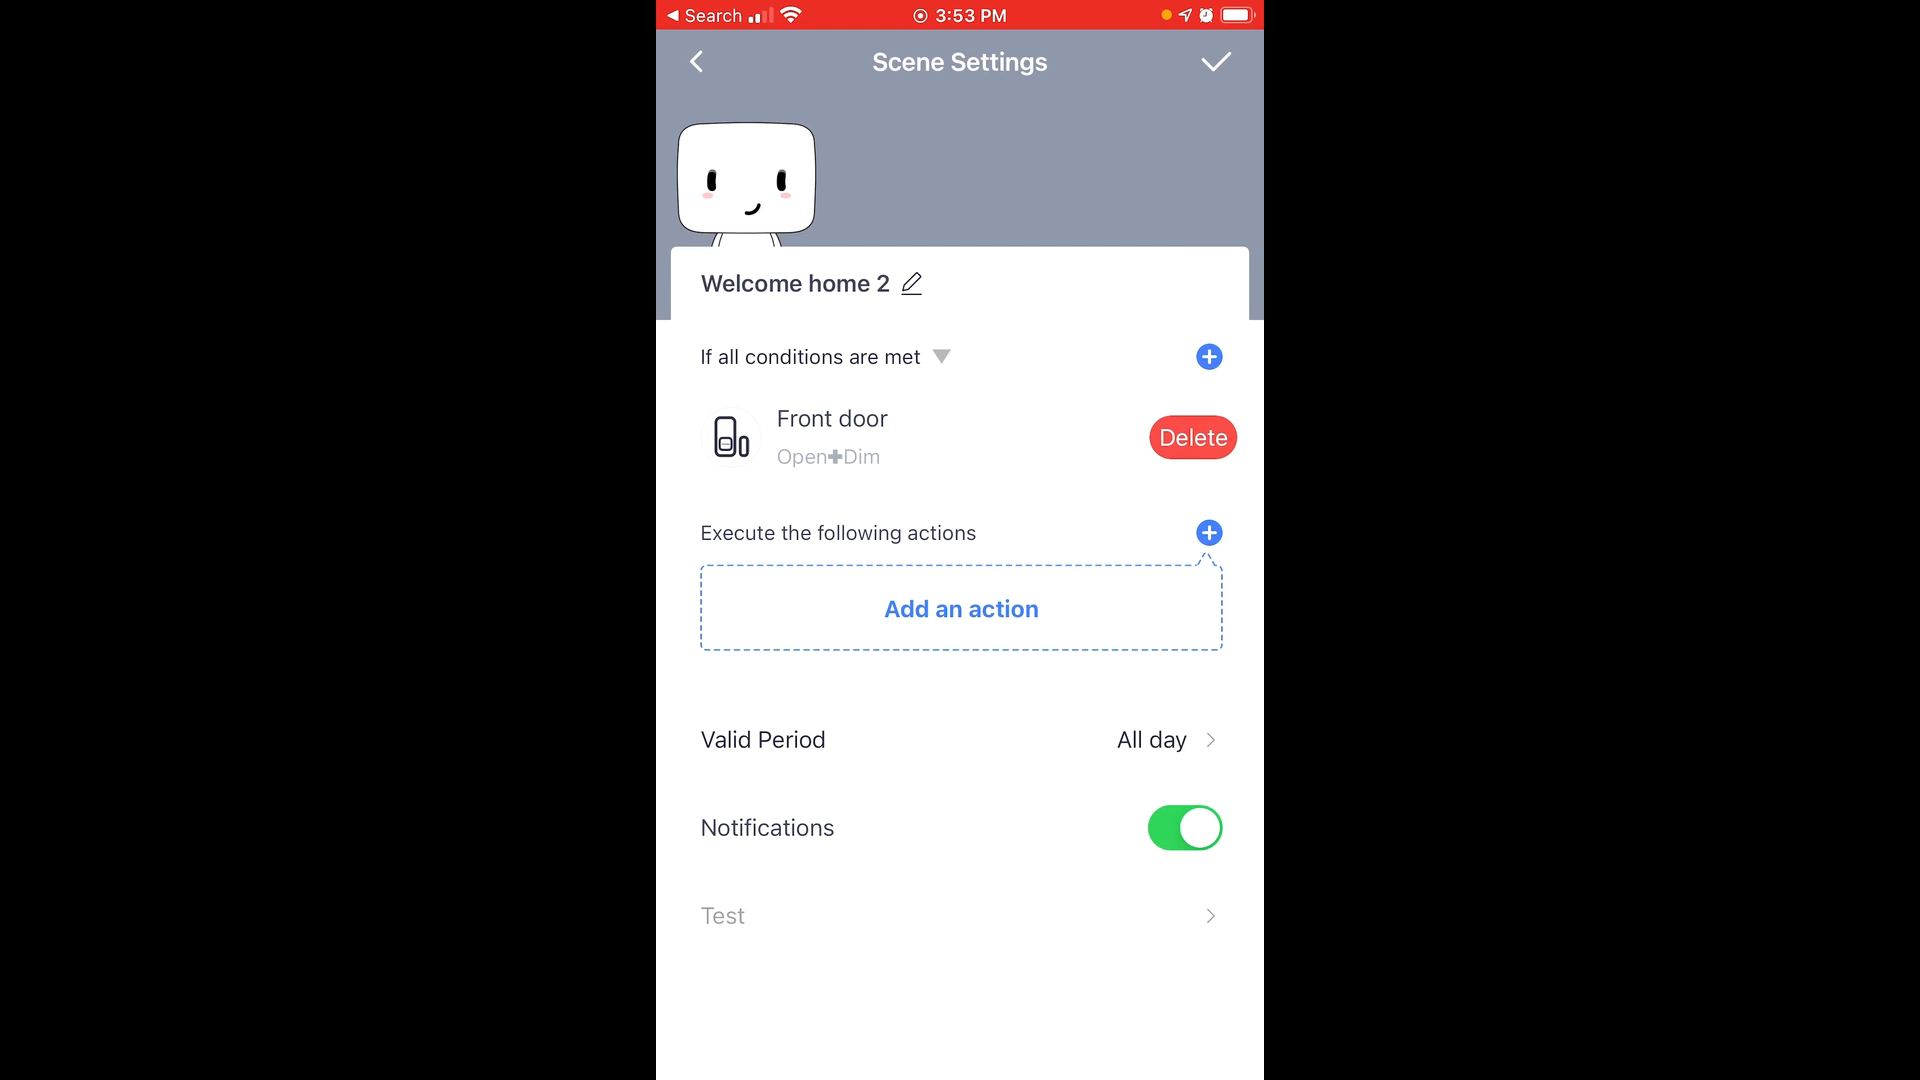 Search 3:53 PM
Scene Settings
Welcome home 2
If all conditions are met
Front door
Open+Dim
Delete
Execute the following actions
Add an action
Valid Period All day
Notifications
Test